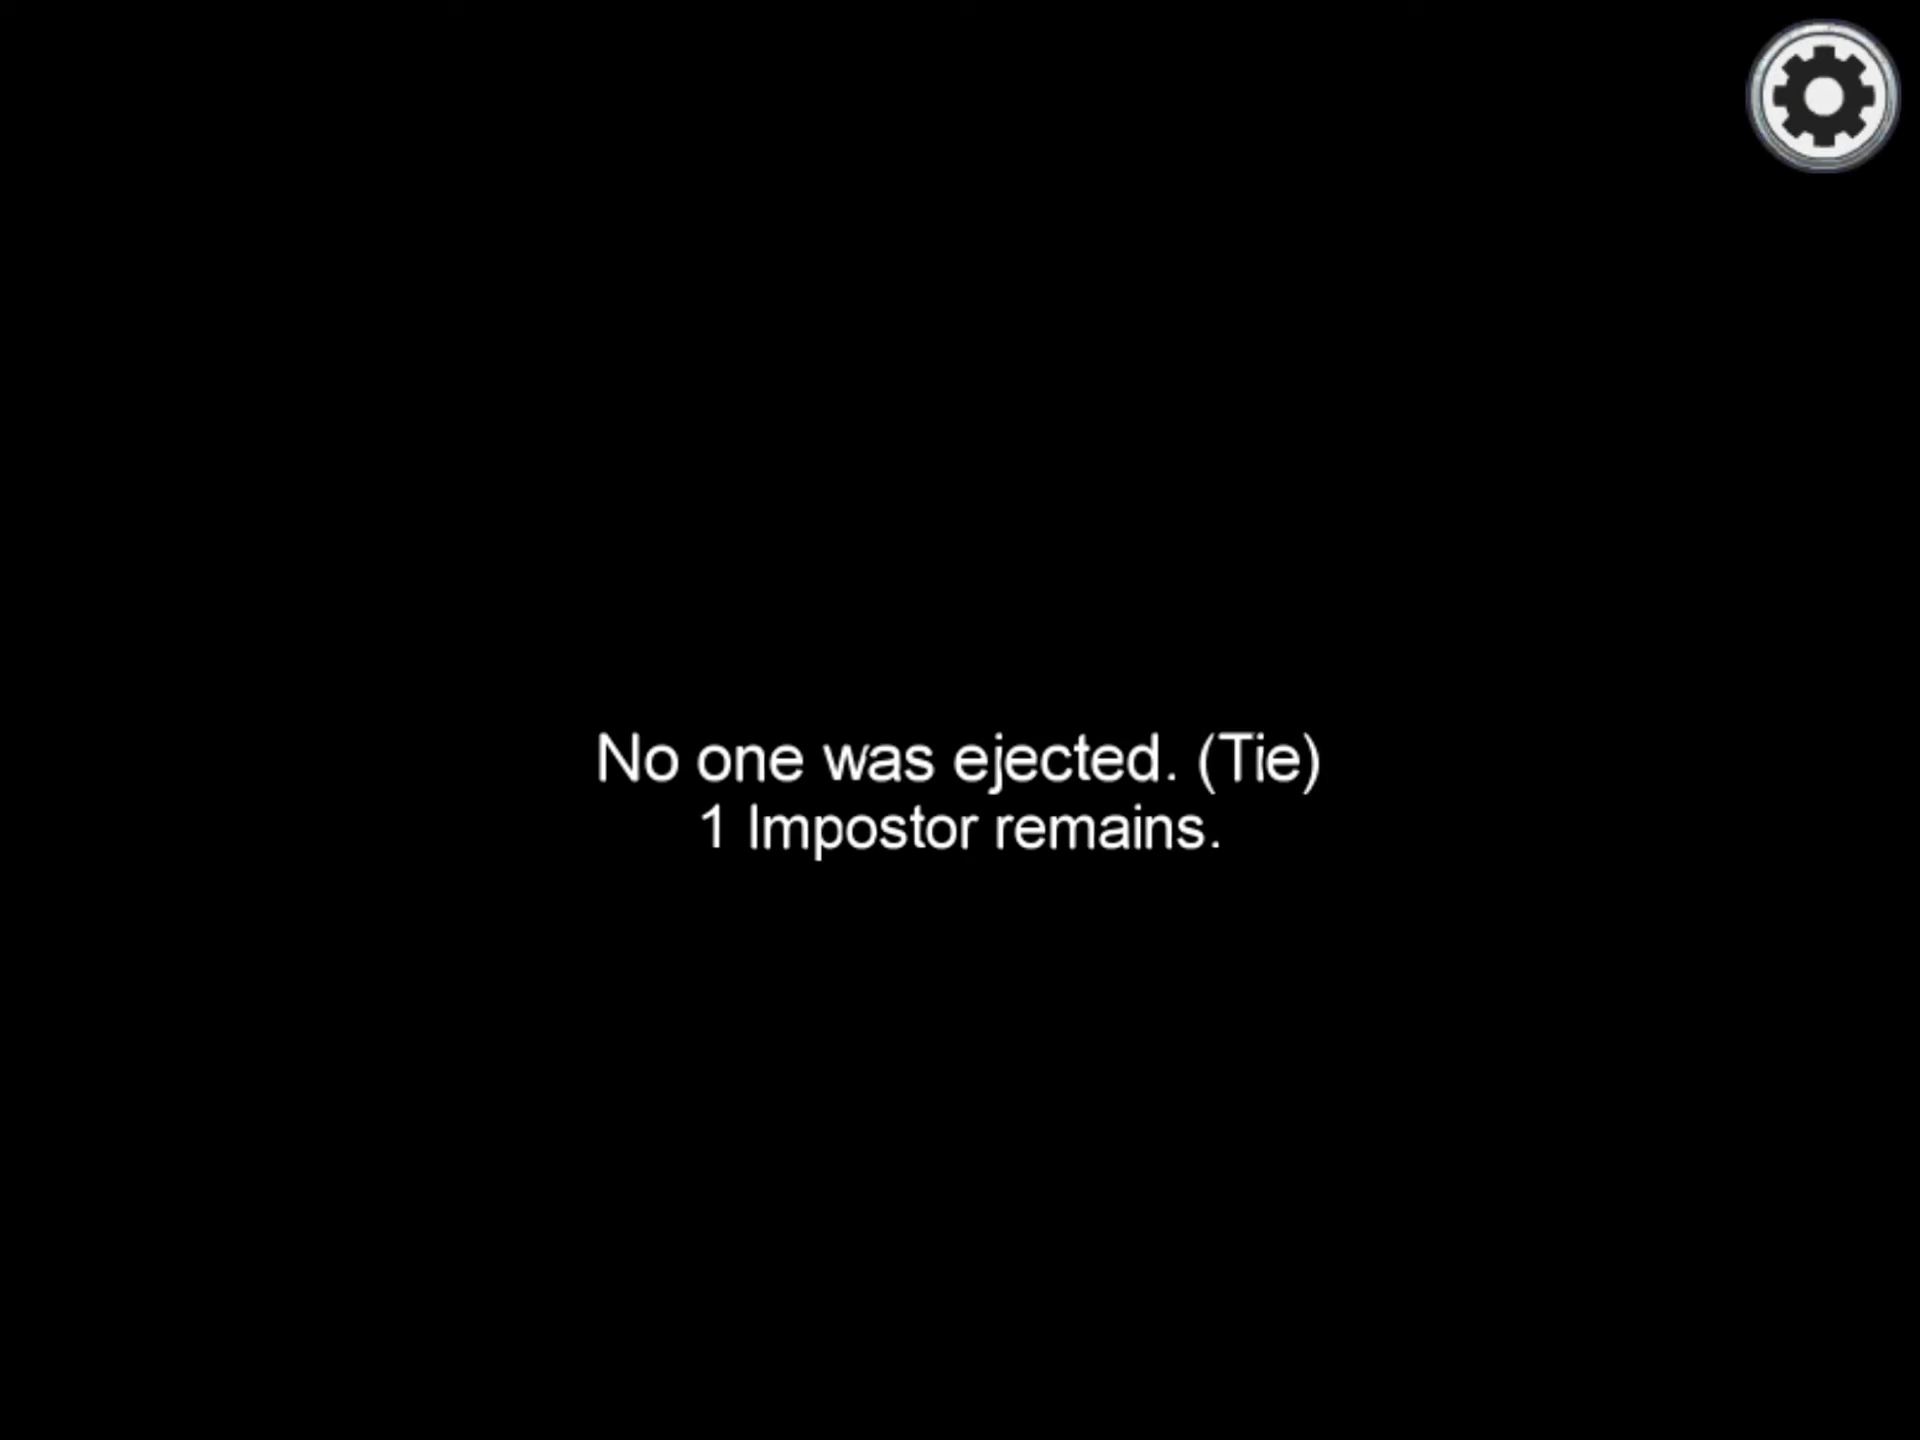 No one was ejected. (Tie)
1 Impostor remains.